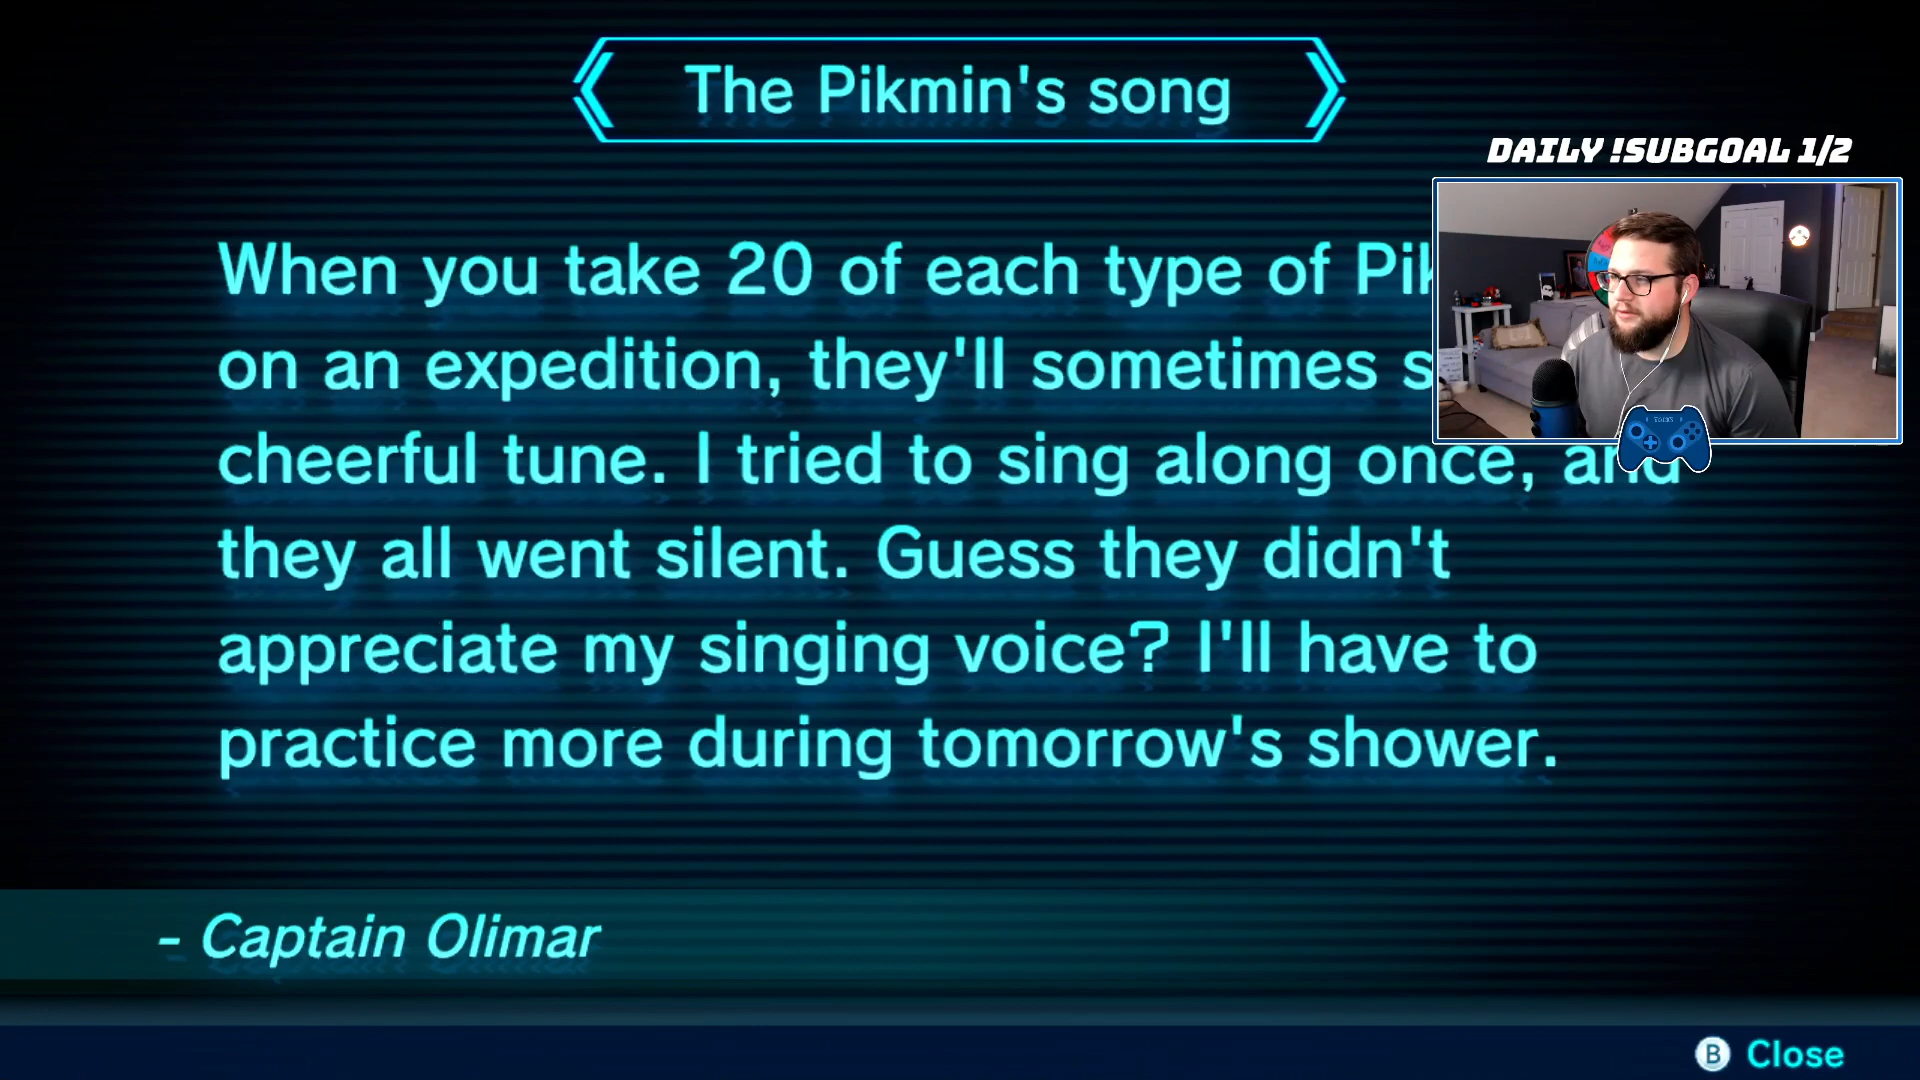 The Pikmin's song
DAILY !SUBGOAL 1/2
When you take 20 of each type of
on an expedition, they'll sometimes
cheerful tune. I tried to sing along once, and
they all went silent. Guess they didn't
appreciate my singing voice? I'll have to
practice more during tomorrow's shower.
- Captain Olimar
B Close